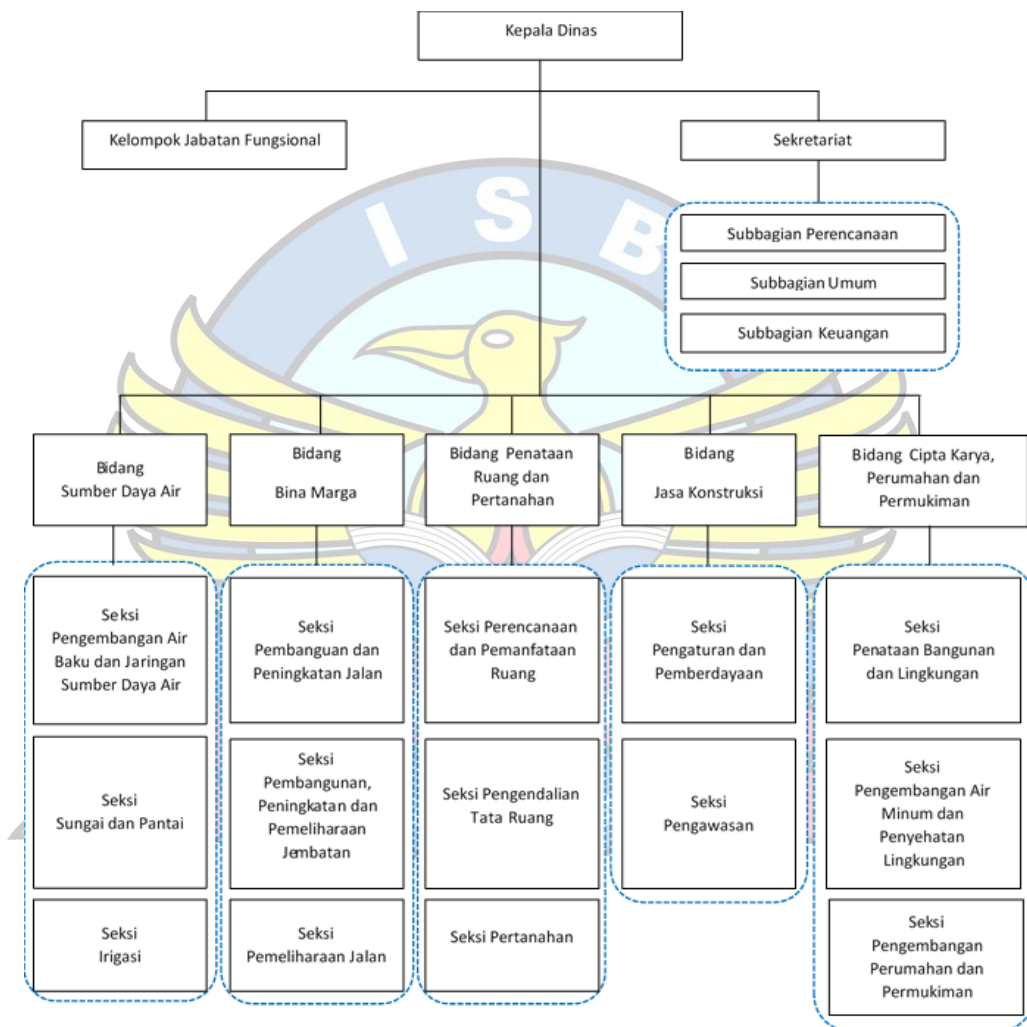 Kepala Dinas
Kelompok Jabatan Fungsional
Sekretariat
I S B
Subbagian Perencanaan
Subbagian Umum
Subbagian Keuangan
Bidang
Sumber Daya Air
Bidang
Bina Marga
Bidang Penataan
Ruang dan
Pertanahan
Bidang
Jasa Konstruksi
Bidang Cipta Karya,
Perumahan dan
Permukiman
Seksi
Pengembangan Air
Baku dan Jaringan
Sumber Daya Air
Seksi
Pembanguan dan
Peningkatan Jalan
Seksi Perencanaan
dan Pemanfataan
Ruang
Seksi
Pengaturan dan
Pemberdayaan
Seksi
Penataan Bangunan
dan Lingkungan
Seksi
Sungai dan Pantai
Seksi
Pembangunan,
Peningkatan dan
Pemeliharaan
Jembatan
Seksi Pengendalian
Tata Ruang
Seksi
Pengawasan
Seksi
Pengembangan Air
Minum dan
Penyehatan
Lingkungan
Seksi
Irigasi
Seksi
Pemeliharaan Jalan
Seksi Pertanahan
Seksi
Pengembangan
Perumahan dan
Permukiman